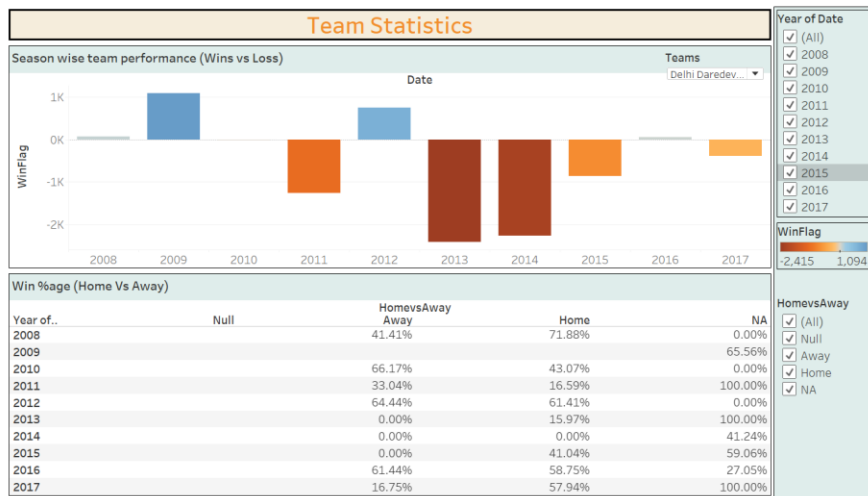 Team Statistics
Season wise team performance (Wins vs Loss)
Teams
Delhi Daredev...
Date
1K
0K
-1K
-2K
WinFlag
2008 2009 2010 2011 2012 2013 2014 2015 2016 2017
Win %age (Home Vs Away)
HomevsAway
Year of.. Null Away Home NA
2008 41.41% 71.88% 0.00%
2009 65.56%
2010 66.17% 43.07% 0.00%
2011 33.04% 16.59% 100.00%
2012 64.44% 61.41% 0.00%
2013 0.00% 15.97% 100.00%
2014 0.00% 0.00% 41.24%
2015 0.00% 41.04% 59.06%
2016 61.44% 58.75% 27.05%
2017 16.75% 57.94% 100.00%
Year of Date
(All)
2008
2009
2010
2011
2012
2013
2014
2015
2016
2017
WinFlag
-2,415 1,094
HomevsAway
(All)
Null
Away
Home
NA